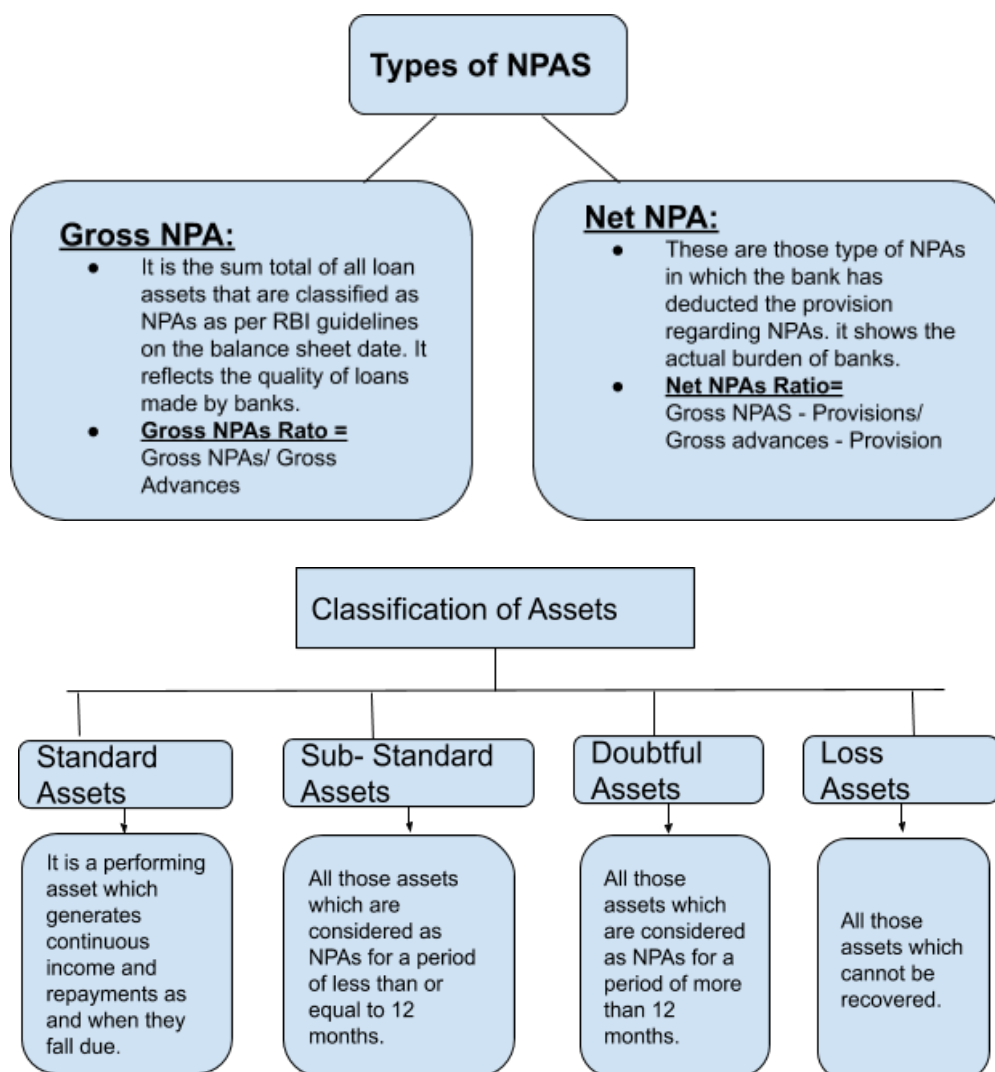 Types of NPAS
Gross NPA:
● It is the sum total of all loan
assets that are classified as
NPAs as per RBI guidelines
on the balance sheet date. It
reflects the quality of loans
made by banks.
● Gross NPAs Rato =
Gross NPAs/ Gross
Advances
Net NPA:
● These are those type of NPAs
in which the bank has
deducted the provision
regarding NPAs. it shows the
actual burden of banks.
● Net NPAs Ratio=
Gross NPAS - Provisions/
Gross advances - Provision
Classification of Assets
Standard
Assets
It is a performing
asset which
generates
continuous
income and
repayments as
and when they
fall due.
Sub- Standard
Assets
All those assets
which are
considered as
NPAs for a period
of less than or
equal to 12
months.
Doubtful
Assets
All those
assets which
are considered
as NPAs for a
period of more
than 12
months.
Loss
Assets
All those
assets which
cannot be
recovered.